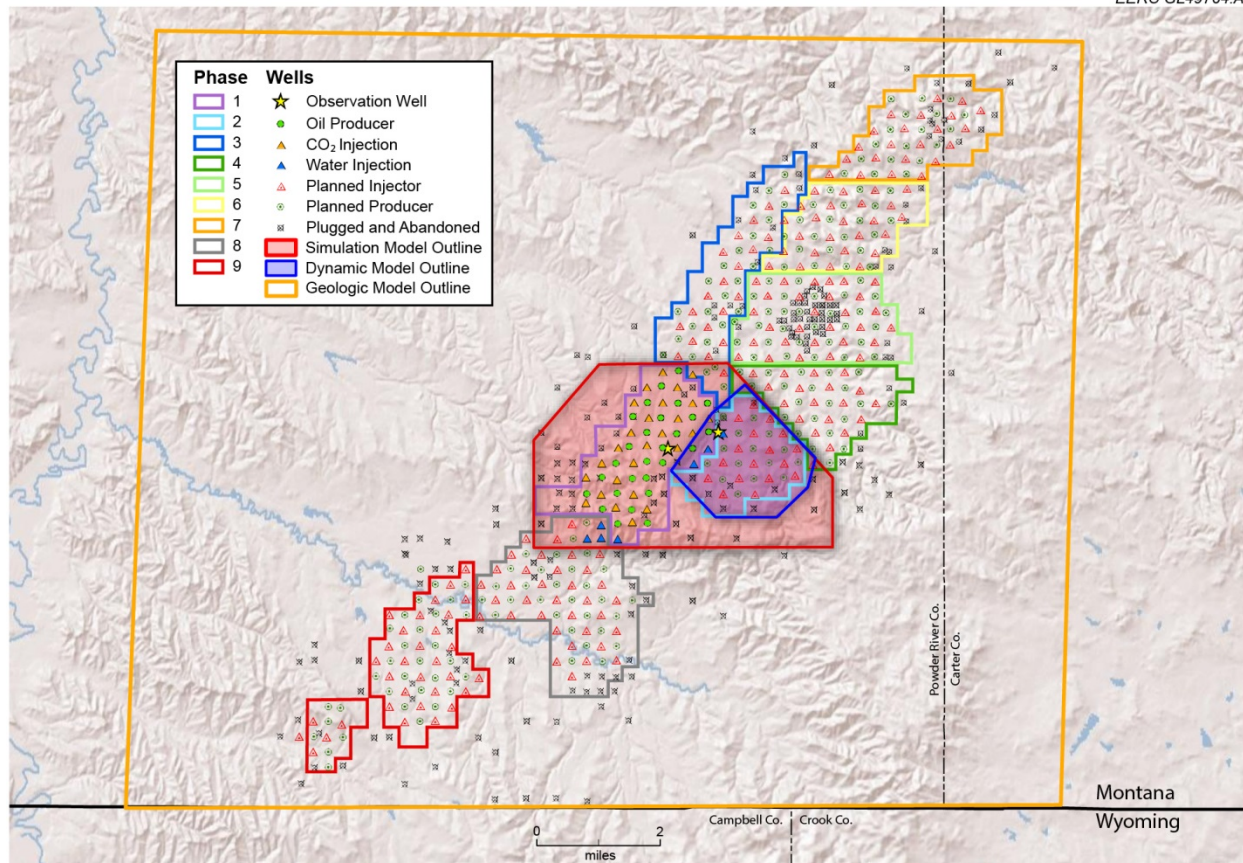 Phase Wells
1 Observation Well
2 Oil Producer
3 CO₂ Injection
4 Water Injection
5 Planned Injector
6 Planned Producer
7 Plugged and Abandoned
8 Simulation Model Outline
9 Dynamic Model Outline
Geologic Model Outline
Powder River Co.
Carter Co.
Montana
Wyoming
Campbell Co. Crook Co.
0 2
miles